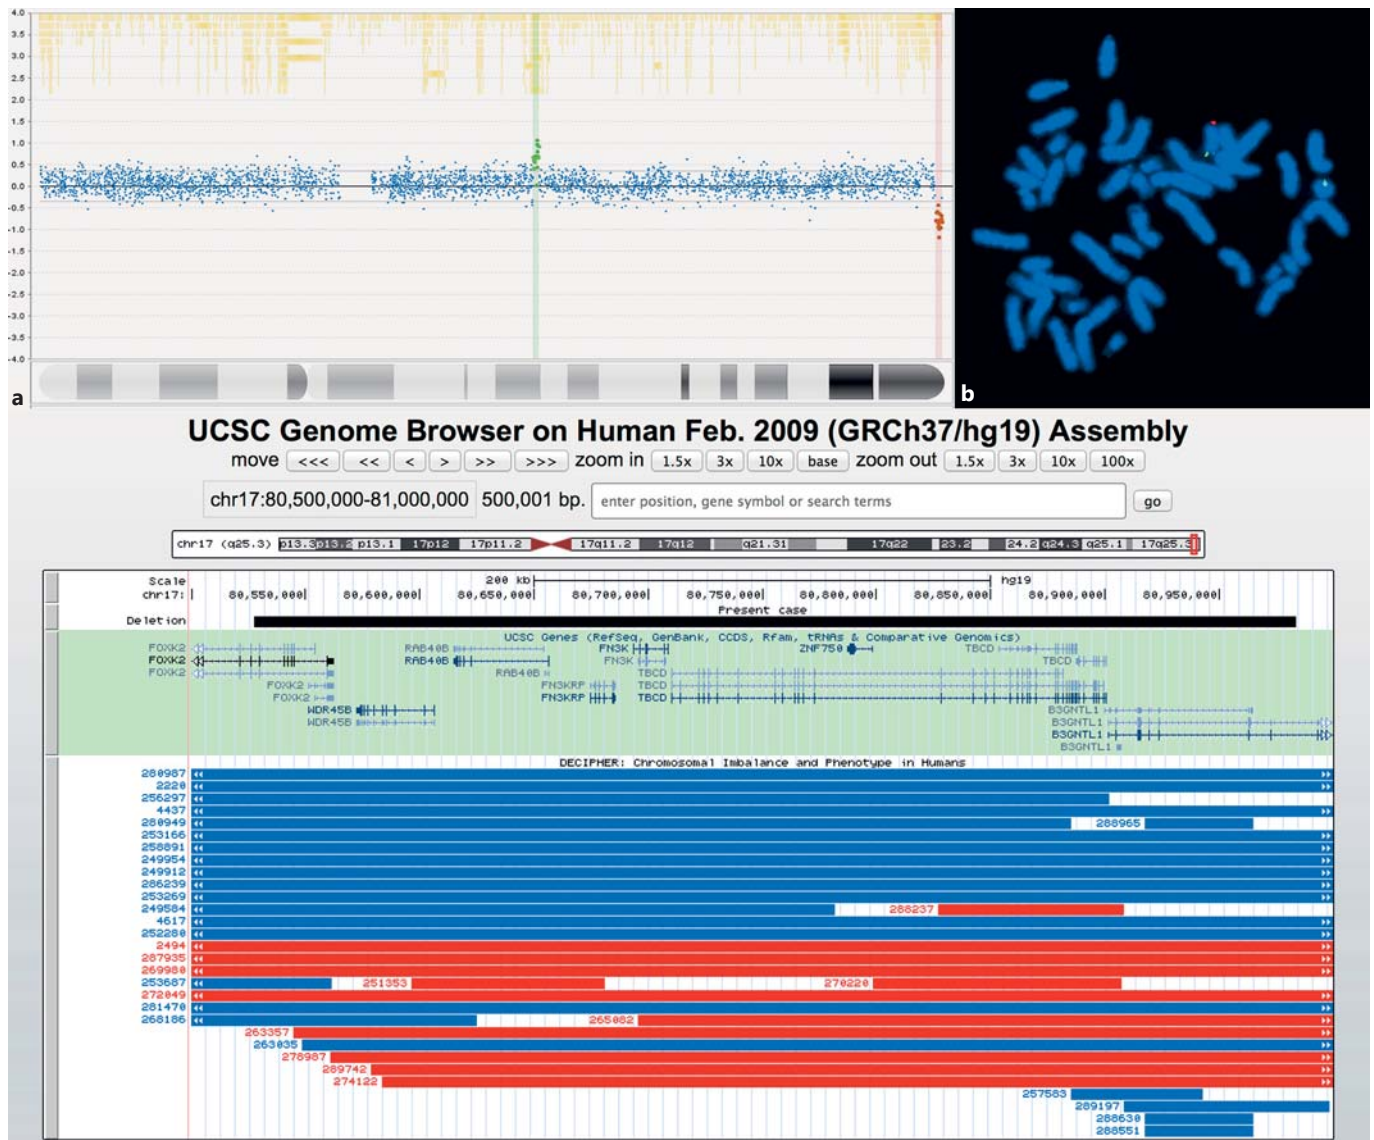 4.0
3.5
3.0
2.5
2.0
1.5
1.0
0.5
0.0
-0.5
-1.0
-1.5
-2.0
-2.5
-3.0
-3.5
-4.0
a
b
UCSC Genome Browser on Human Feb. 2009 (GRCh37/hg19) Assembly
move <<< << < > >> >>> zoom in 1.5x 3x 10x base zoom out 1.5x 3x 10x 100x
chr17:80,500,000-81,000,000 500,001 bp. enter position, gene symbol or search terms go
chr17 (q25.3) p13.3 p13.2 p13.1 17p12 17p11.2 17q11.2 17q12 q21.31 17q22 23.2 24.2 q24.3 q25.1 17q25.3
Scale 200 kb hg19
chr17: 80,550,000 80,600,000 80,650,000 80,700,000 80,750,000 80,800,000 80,850,000 80,900,000 80,950,000
Present case
Deletion
UCSC Genes (RefSeq, GenBank, CCDS, Rfam, tRNAs & Comparative Genomics)
FOXK2 RAB40B FN3K ZNF750 TBCD
FOXK2 RAB40B FN3K TBCD
FOXK2 RAB40B TBCD
FOXK2 FN3KRP TBCD
FOXK2 FN3KRP TBCD
WDR45B B3GNTL1
WDR45B B3GNTL1
B3GNTL1
B3GNTL1
DECIPHER: Chromosomal Imbalance and Phenotype in Humans
280987
2220
256297
4437
280949 288965
253166
258891
249954
249912
286239
253269
249584 288237
4617
252280
2494
287935
269980
253687 251353 270220
272049
281470
268186 265082
263357
263035
278987
289742
274122
257583
289197
288630
288551